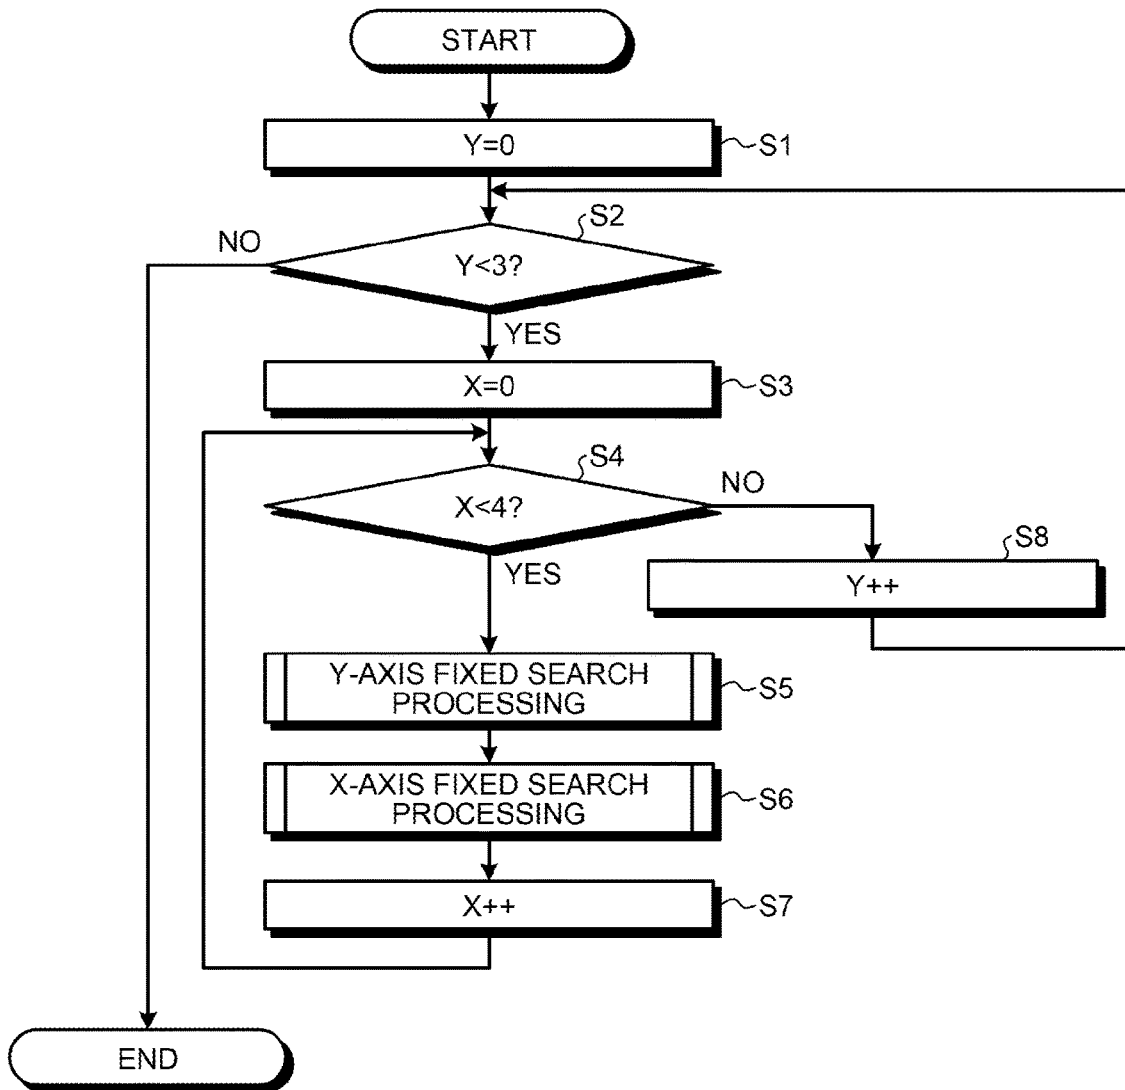 START
Y=0
S1
S2
NO
Y<3?
YES
X=0
S3
S4
NO
X<4?
YES
S8
Y++
Y-AXIS FIXED SEARCH
PROCESSING
S5
X-AXIS FIXED SEARCH
PROCESSING
S6
X++
S7
END